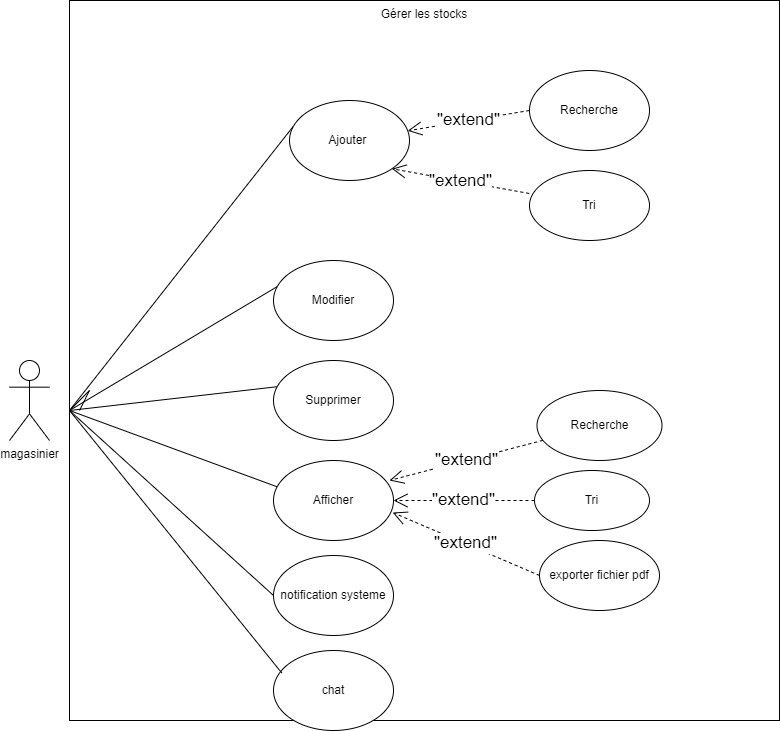 Gérer les stocks
Recherche
"extend"
Ajouter
"extend"
Tri
Modifier
Supprimer
magasinier
Recherche
"extend"
Afficher
"extend"
Tri
"extend"
exporter fichier pdf
notification systeme
chat